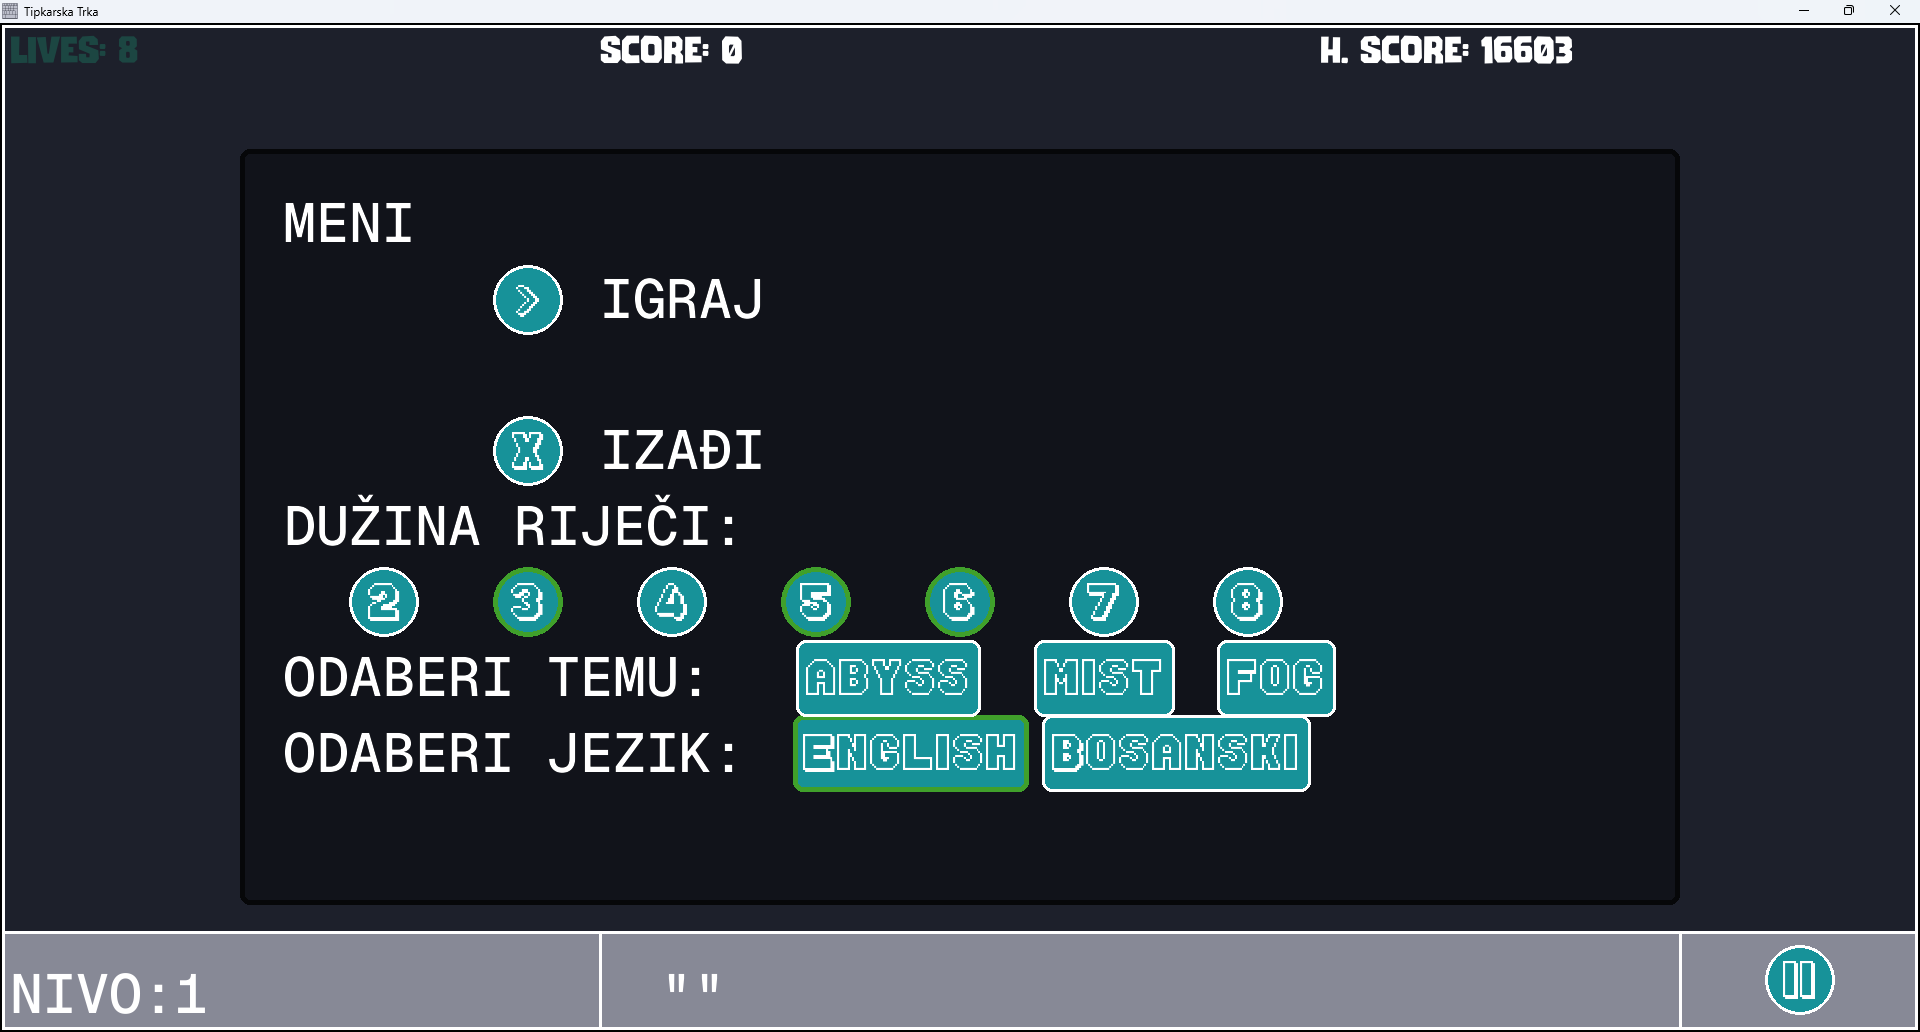 Tipkarska Trka
LIVES: 8 SCORE: 0 H. SCORE: 16603
MENI
> IGRAJ
X IZAĐI
DUŽINA RIJEČI:
2 3 4 5 6 7 8
ODABERI TEMU: ABYSS MIST FOG
ODABERI JEZIK: ENGLISH BOSANSKI
NIVO:1 ""